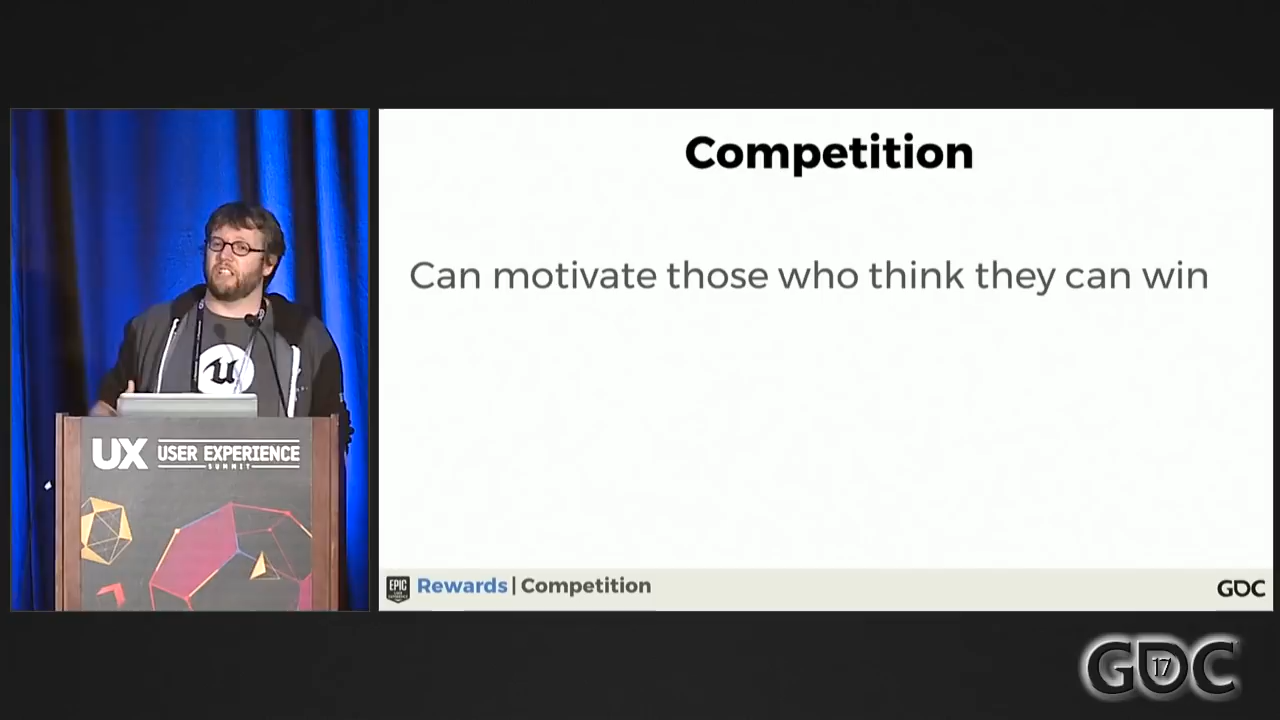 Competition
Can motivate those who think they can win
UX USER EXPERIENCE
SUMMIT
EPIC
Rewards | Competition
GDC
GDC
17